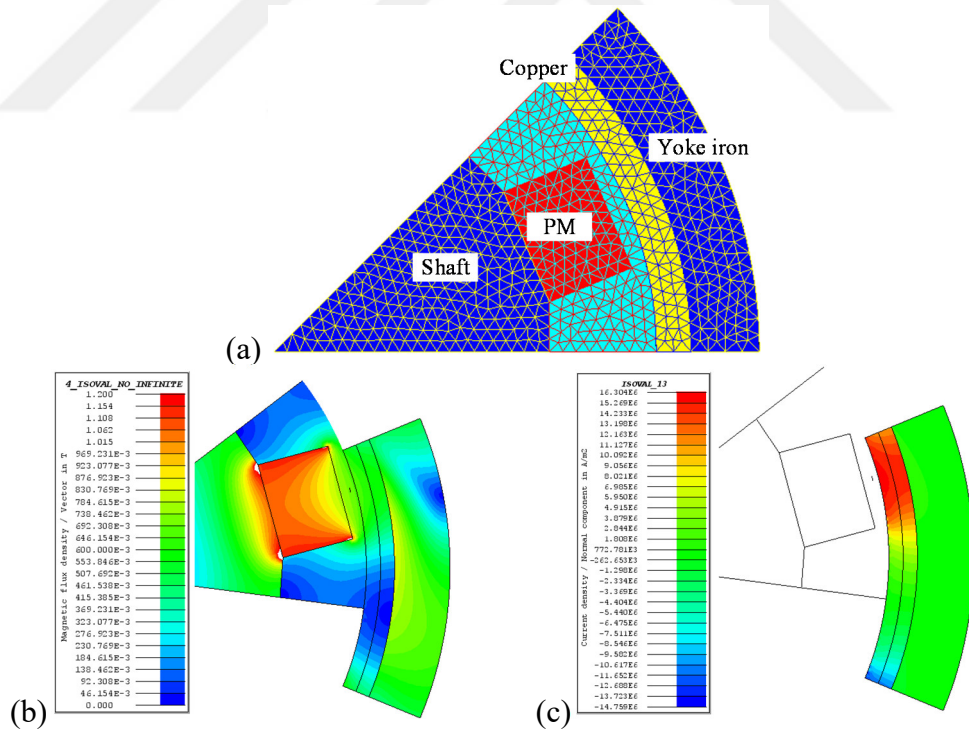 Copper
Yoke iron
PM
Shaft
(a)
4_ISOVAL_NO_INFINITE
Magnetic flux density / Vector in T
1.200
1.154
1.108
1.062
1.015
969.231E-3
923.077E-3
876.923E-3
830.769E-3
784.615E-3
738.462E-3
692.308E-3
646.154E-3
600.000E-3
553.846E-3
507.692E-3
461.538E-3
415.385E-3
369.231E-3
323.077E-3
276.923E-3
230.769E-3
184.615E-3
138.462E-3
92.308E-3
46.154E-3
0.000
(b)
ISOVAL_13
Current density / Normal component in A/m2
16.304E6
15.269E6
14.233E6
13.198E6
12.163E6
11.127E6
10.092E6
9.056E6
8.021E6
6.985E6
5.950E6
4.915E6
3.879E6
2.844E6
1.808E6
772.781E3
-262.653E3
-1.298E6
-2.334E6
-3.369E6
-4.404E6
-5.440E6
-6.475E6
-7.511E6
-8.546E6
-9.582E6
-10.617E6
-11.652E6
-12.688E6
-13.723E6
-14.759E6
(c)